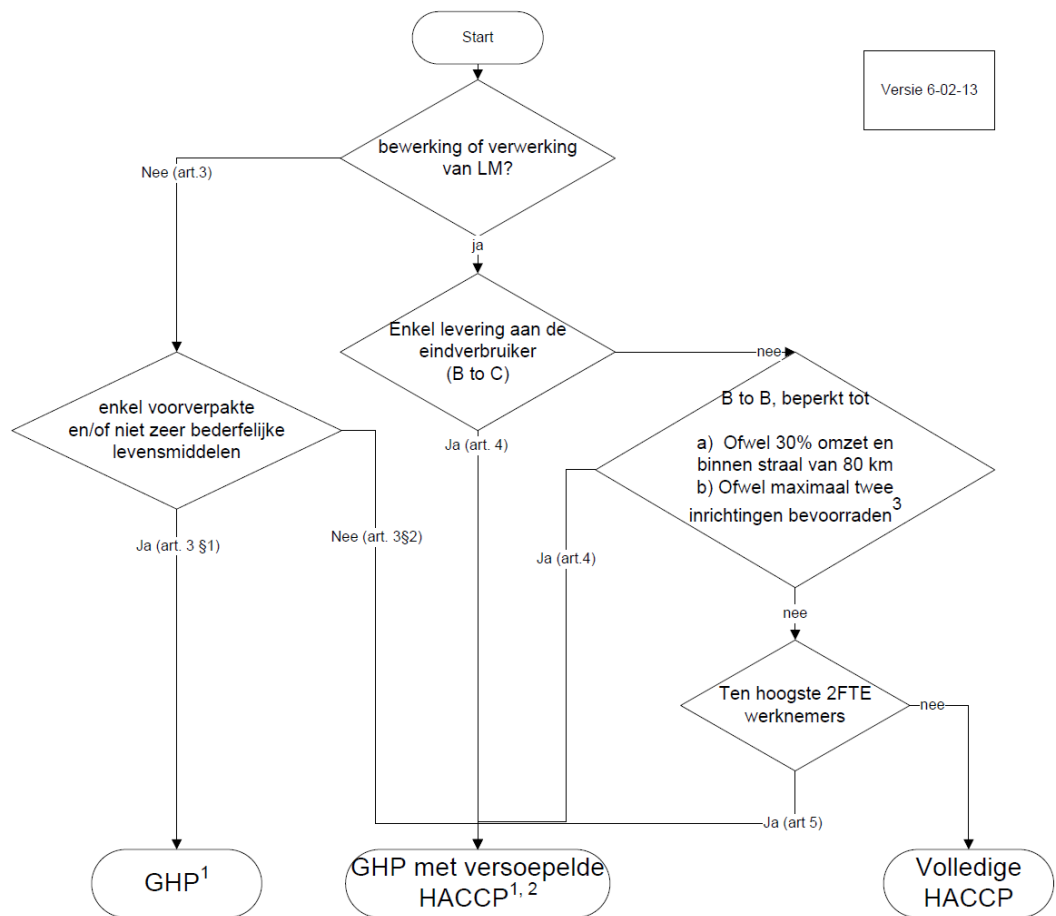 Start
Versie 6-02-13
bewerking of verwerking
van LM?
Nee (art.3)
ja
Enkel levering aan de
eindverbruiker
(B to C)
nee
B to B, beperkt tot
a) Ofwel 30% omzet en
binnen straal van 80 km
b) Ofwel maximaal twee
inrichtingen bevoorraden3
enkel voorverpakte
en/of niet zeer bederfelijke
levensmiddelen
Ja (art. 4)
Ja (art. 3 §1)
Nee (art. 3§2)
Ja (art.4)
nee
Ten hoogste 2FTE
werknemers
nee
Ja (art 5)
GHP1
GHP met versoepelde
HACCP1, 2
Volledige
HACCP